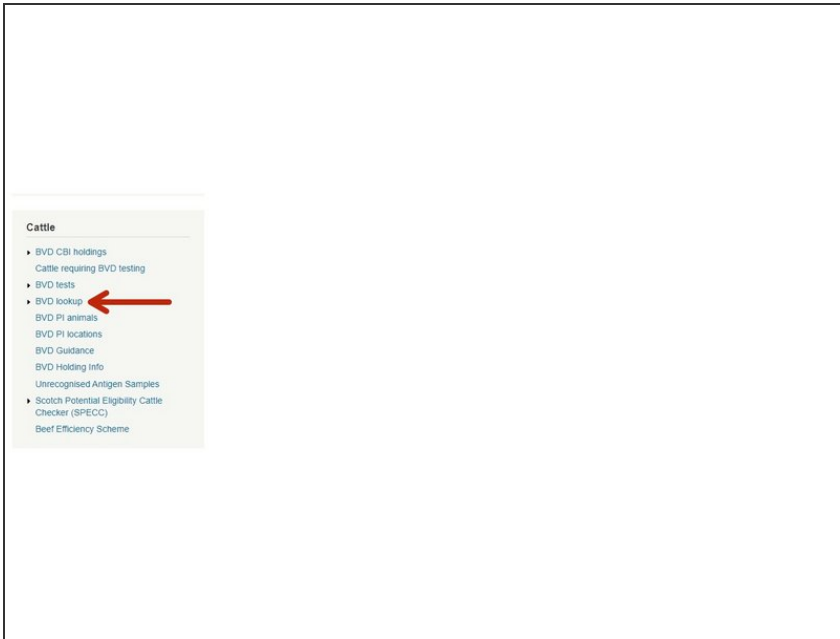 Cattle
BVD CBI holdings
Cattle requiring BVD testing
BVD tests
BVD lookup
BVD PI animals
BVD PI locations
BVD Guidance
BVD Holding Info
Unrecognised Antigen Samples
Scotch Potential Eligibility Cattle
Checker (SPECC)
Beef Efficiency Scheme